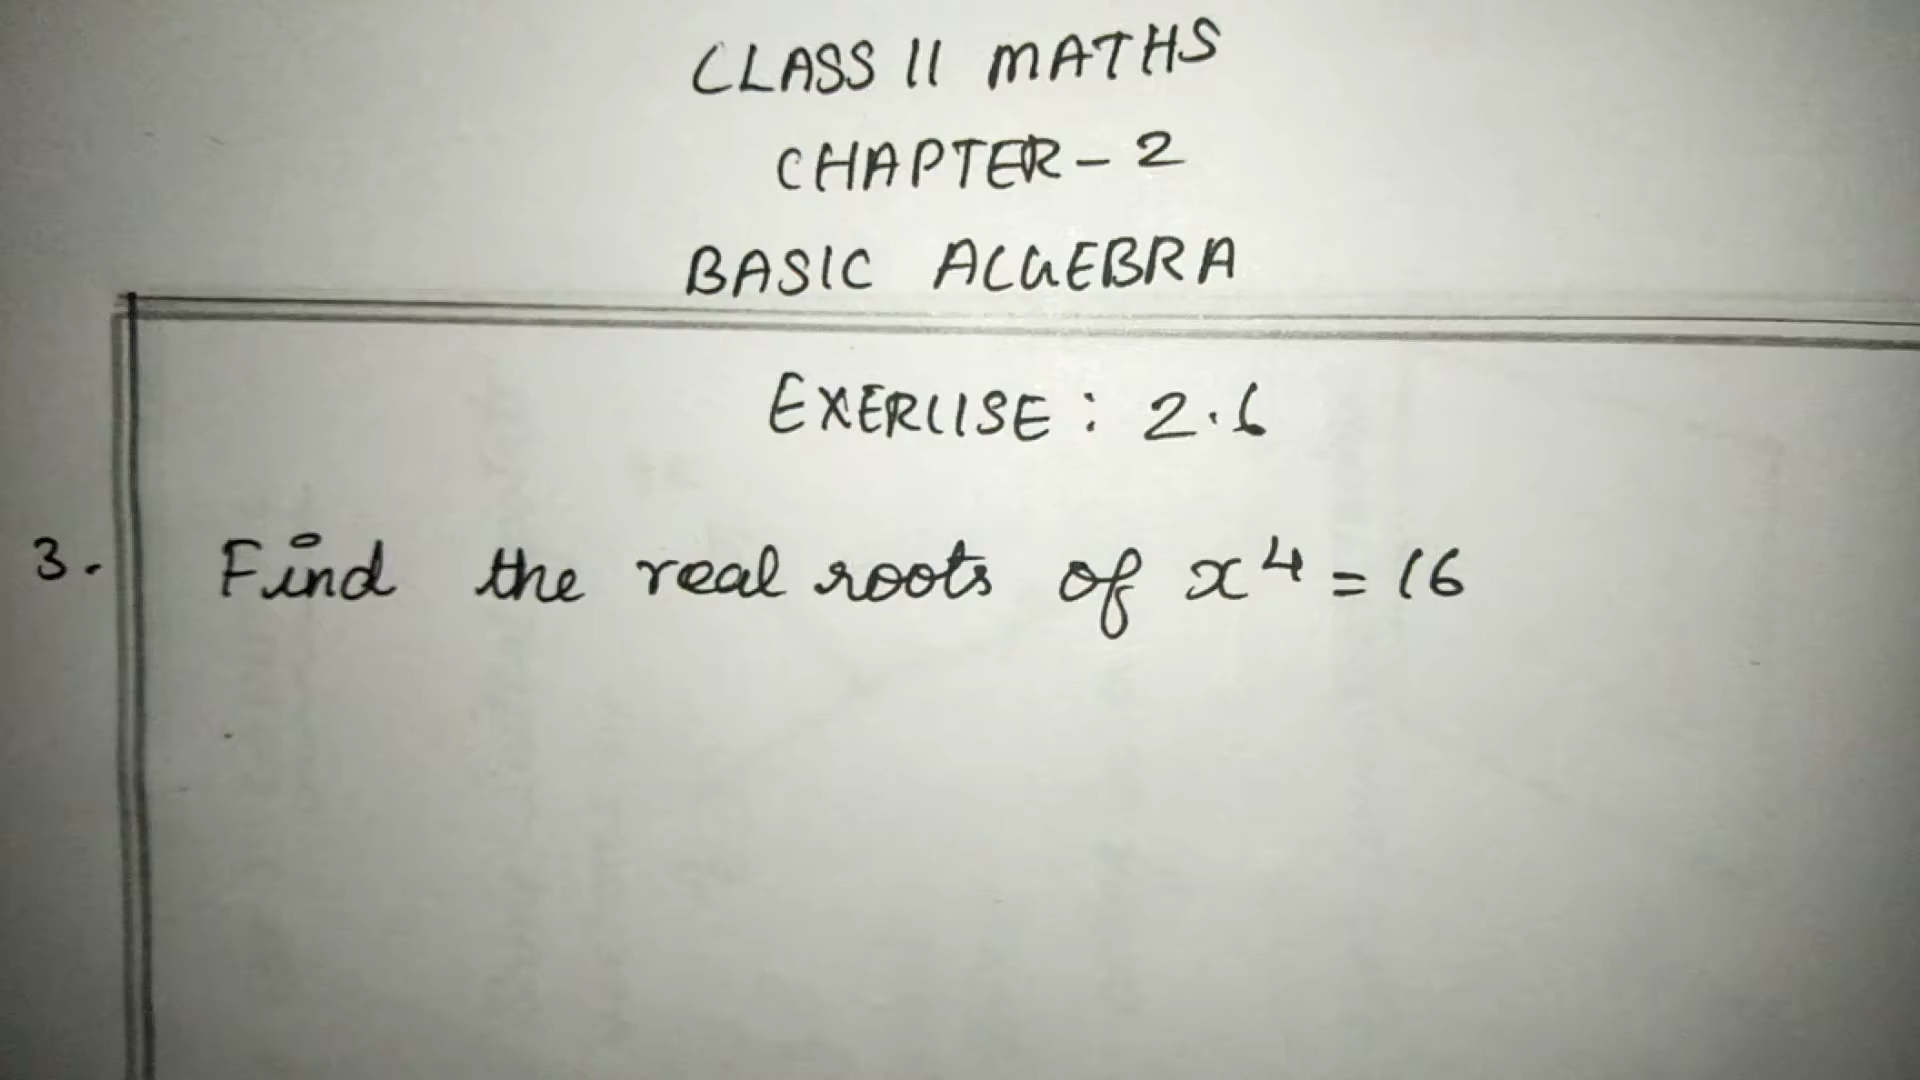 CLASS 11 MATHS
CHAPTER - 2
BASIC ALGEBRA
EXERCISE : 2.6
3. Find the real roots of x⁴ = 16